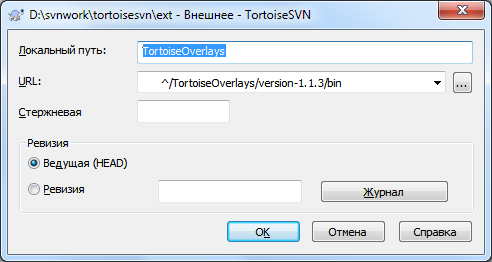 D:\svnwork\tortoisesvn\ext - Внешнее - TortoiseSVN
Локальный путь: TortoiseOverlays
URL: ^/TortoiseOverlays/version-1.1.3/bin ...
Стержневая
Ревизия
Ведущая (HEAD)
Ревизия Журнал
OK Отмена Справка